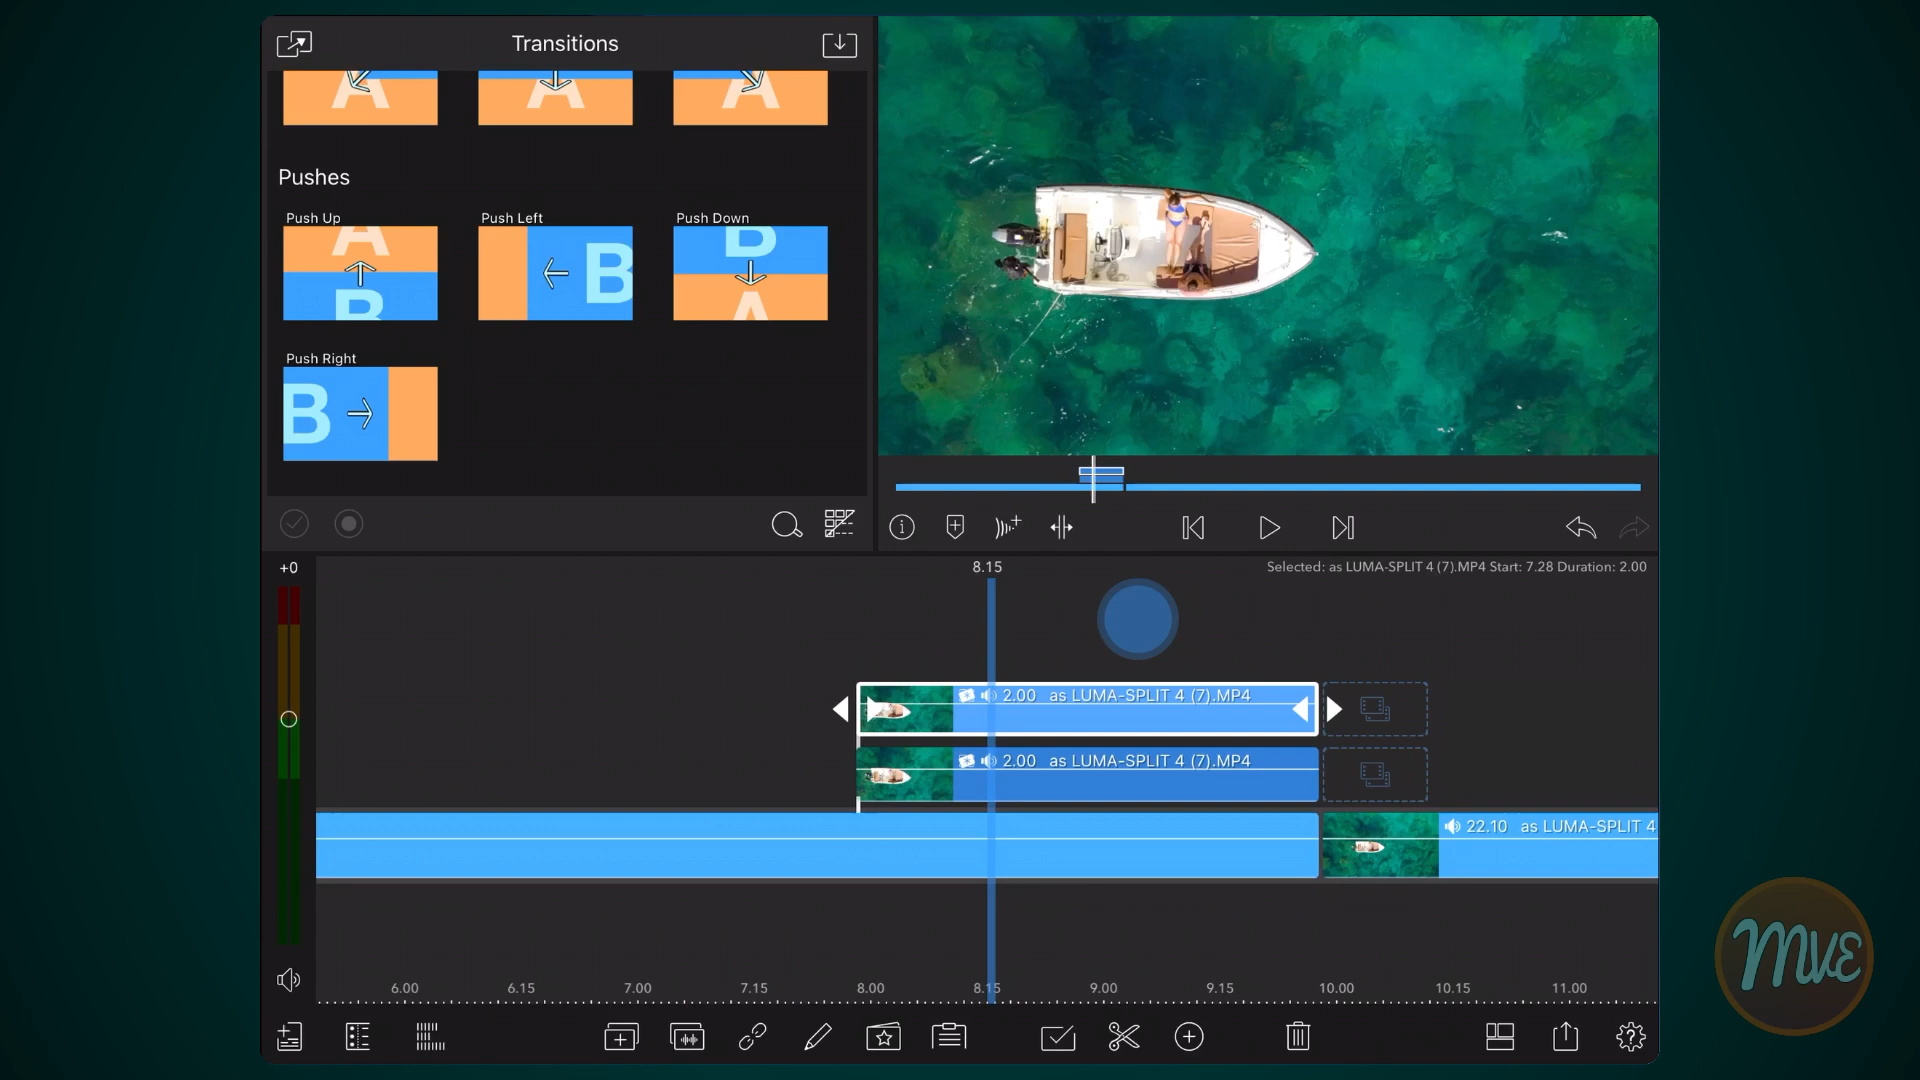 Transitions
A A A
Pushes
Push Up Push Left Push Down
A B B
B A
Push Right
B
+0
8.15
Selected: as LUMA-SPLIT 4 (7).MP4 Start: 7.28 Duration: 2.00
2.00 as LUMA-SPLIT 4 (7).MP4
2.00 as LUMA-SPLIT 4 (7).MP4
22.10 as LUMA-SPLIT 4
6.00 6.15 7.00 7.15 8.00 8.15 9.00 9.15 10.00 10.15 11.00
MVE